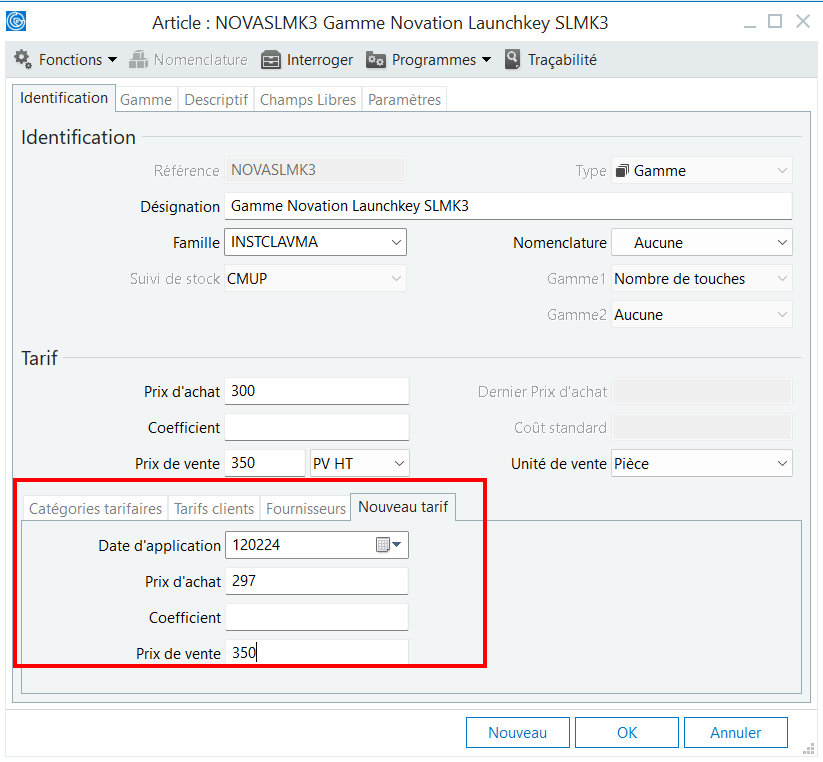 Article : NOVASLMK3 Gamme Novation Launchkey SLMK3
Fonctions Nomenclature Interroger Programmes Traçabilité
Identification Gamme Descriptif Champs Libres Paramètres
Identification
Référence NOVASLMK3 Type Gamme
Désignation Gamme Novation Launchkey SLMK3
Famille INSTCLAVMA Nomenclature Aucune
Suivi de stock CMUP Gamme1 Nombre de touches
Gamme2 Aucune
Tarif
Prix d'achat 300 Dernier Prix d'achat
Coefficient Coût standard
Prix de vente 350 PV HT Unité de vente Pièce
Catégories tarifaires Tarifs clients Fournisseurs Nouveau tarif
Date d'application 120224
Prix d'achat 297
Coefficient
Prix de vente 350
Nouveau OK Annuler